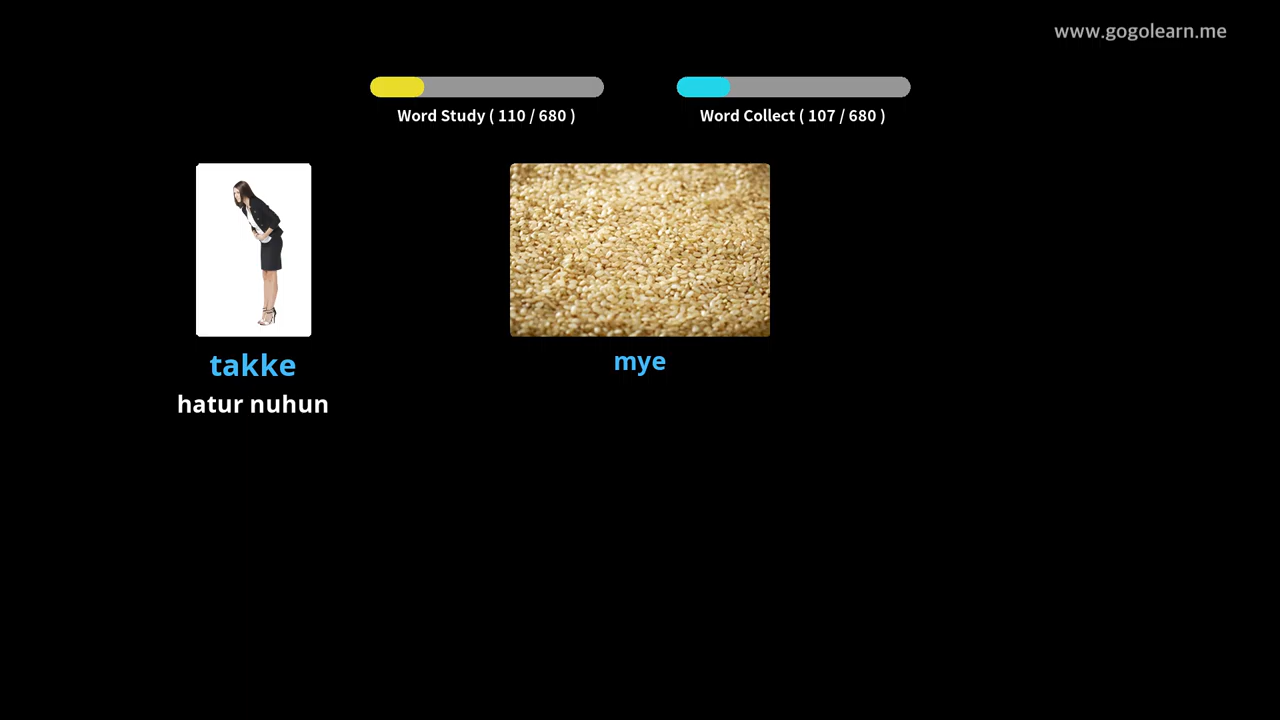 www.gogolearn.me
Word Study ( 110 / 680 )
Word Collect ( 107 / 680 )
takke
hatur nuhun
mye